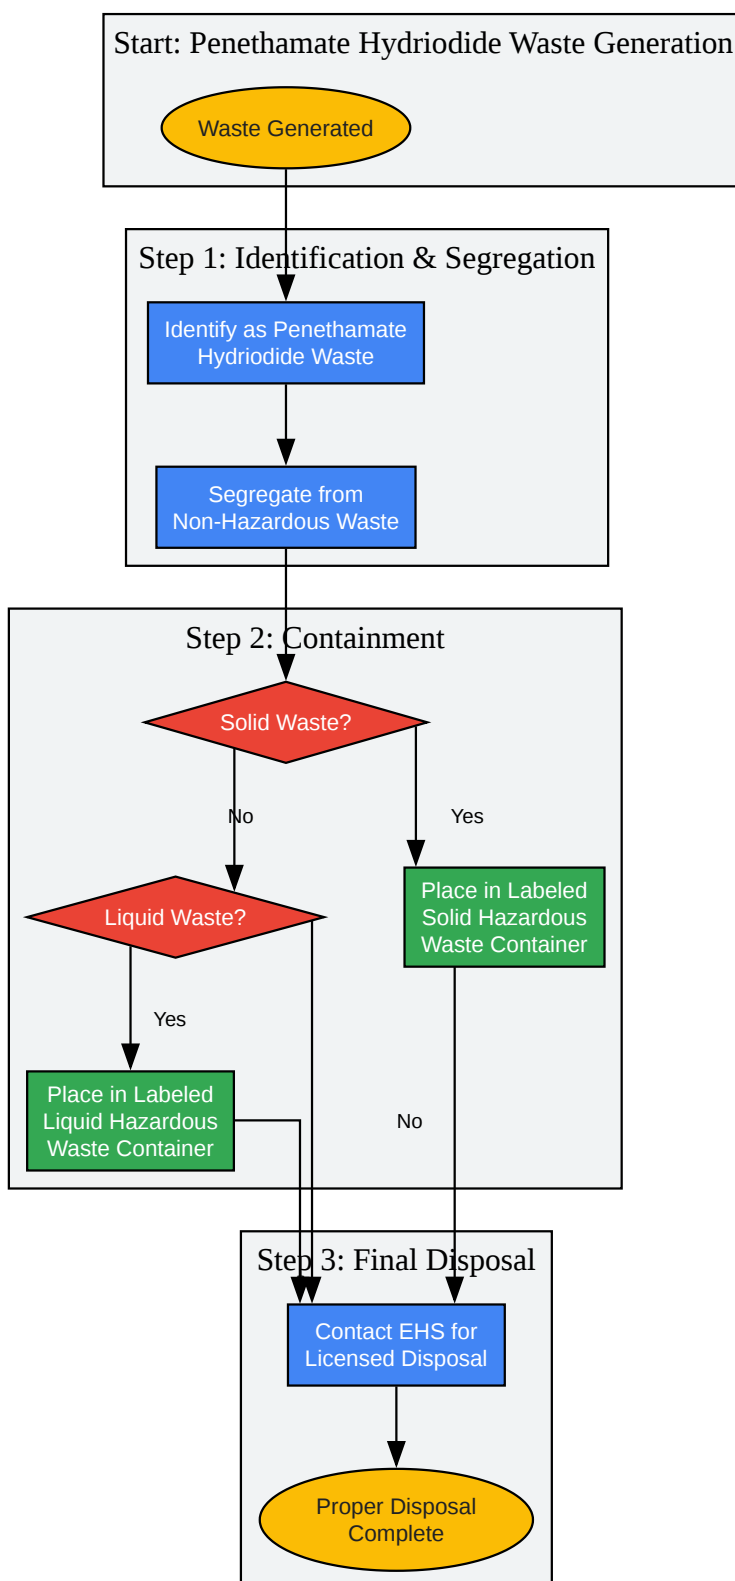 Start: Penethamate Hydriodide Waste Generation
Waste Generated
Step 1: Identification & Segregation
Identify as Penethamate
Hydriodide Waste
Segregate from
Non-Hazardous Waste
Step 2: Containment
Solid Waste?
No
Yes
Place in Labeled
Solid Hazardous
Waste Container
Liquid Waste?
Yes
Place in Labeled
Liquid Hazardous
Waste Container
No
Step 3: Final Disposal
Contact EHS for
Licensed Disposal
Proper Disposal
Complete